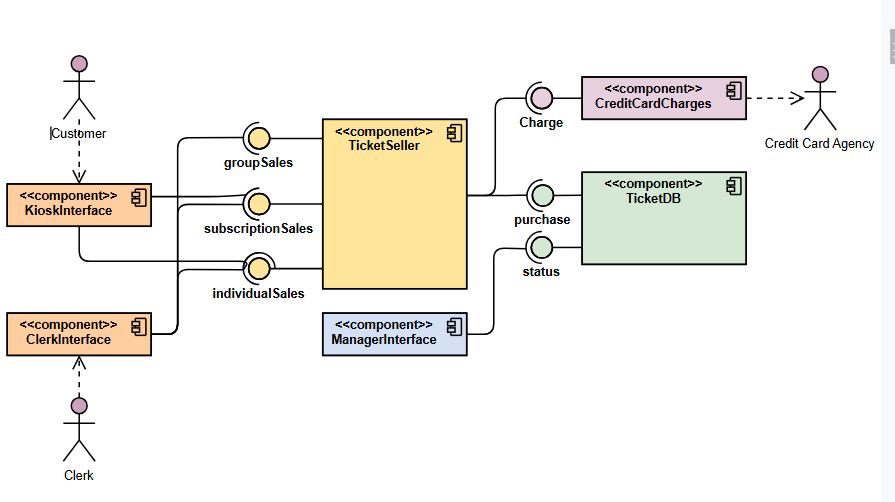 Customer
<<component>>
KioskInterface
<<component>>
ClerkInterface
Clerk
groupSales
subscriptionSales
individualSales
<<component>>
TicketSeller
<<component>>
ManagerInterface
Charge
purchase
status
<<component>>
CreditCardCharges
<<component>>
TicketDB
Credit Card Agency